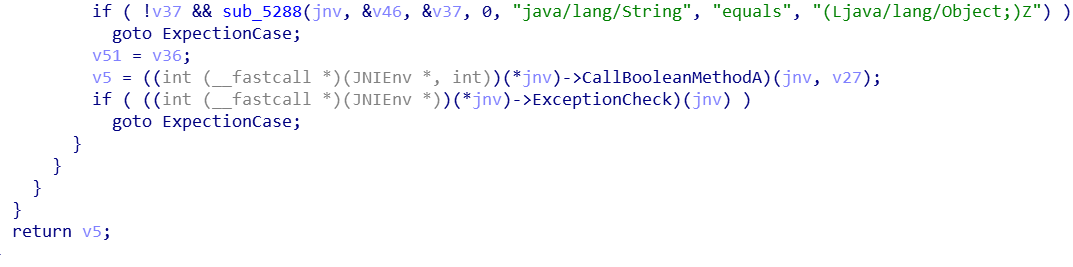 if ( !v37 && sub_5288(jnv, &v46, &v37, 0, "java/lang/String", "equals", "(Ljava/lang/Object;)Z") )
goto ExpectionCase;
v51 = v36;
v5 = ((int (__fastcall *)(JNIEnv *, int))(*jnv)->CallBooleanMethodA)(jnv, v27);
if ( ((int (__fastcall *)(JNIEnv *))(*jnv)->ExceptionCheck)(jnv) )
goto ExpectionCase;
}
}
}
}
return v5;